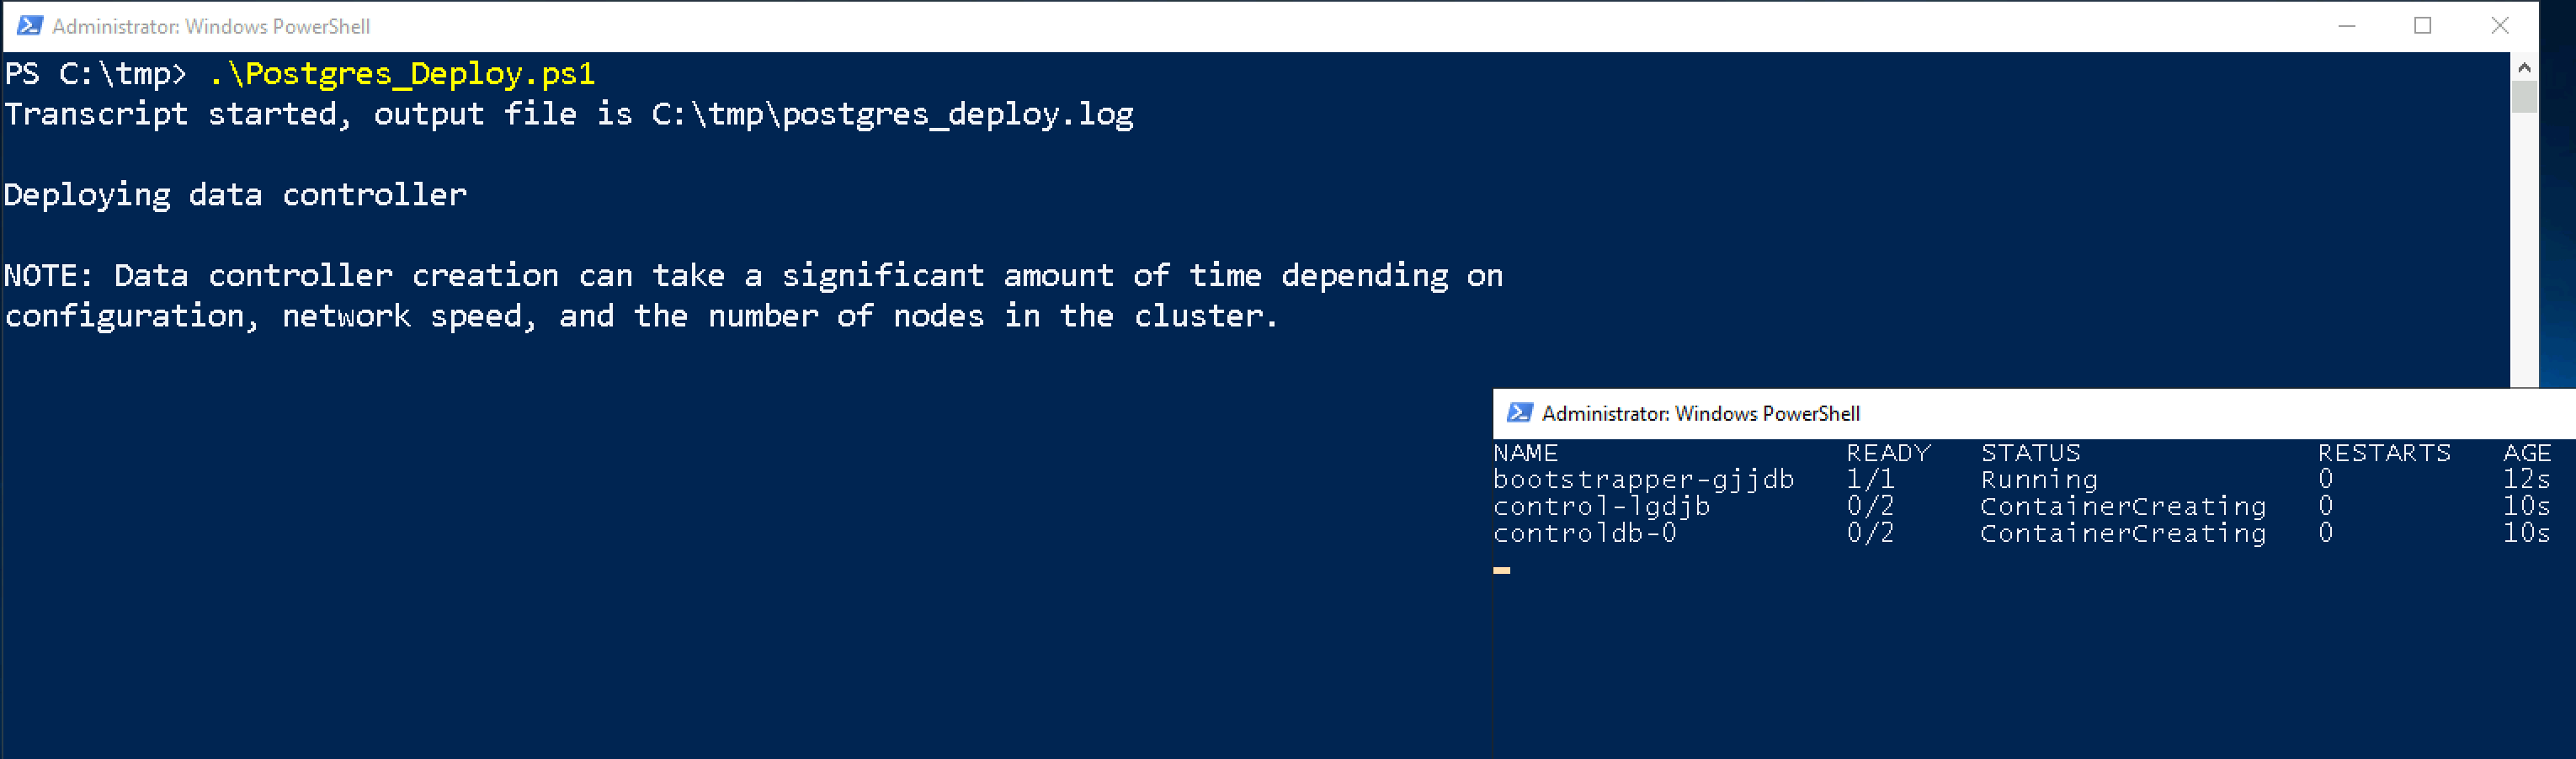 Administrator: Windows PowerShell
PS C:\tmp> .\Postgres_Deploy.ps1
Transcript started, output file is C:\tmp\postgres_deploy.log
Deploying data controller
NOTE: Data controller creation can take a significant amount of time depending on
configuration, network speed, and the number of nodes in the cluster.
Administrator: Windows PowerShell
NAME READY STATUS RESTARTS AGE
bootstrapper-gjjdb 1/1 Running 0 12s
control-lgdjb 0/2 ContainerCreating 0 10s
controldb-0 0/2 ContainerCreating 0 10s